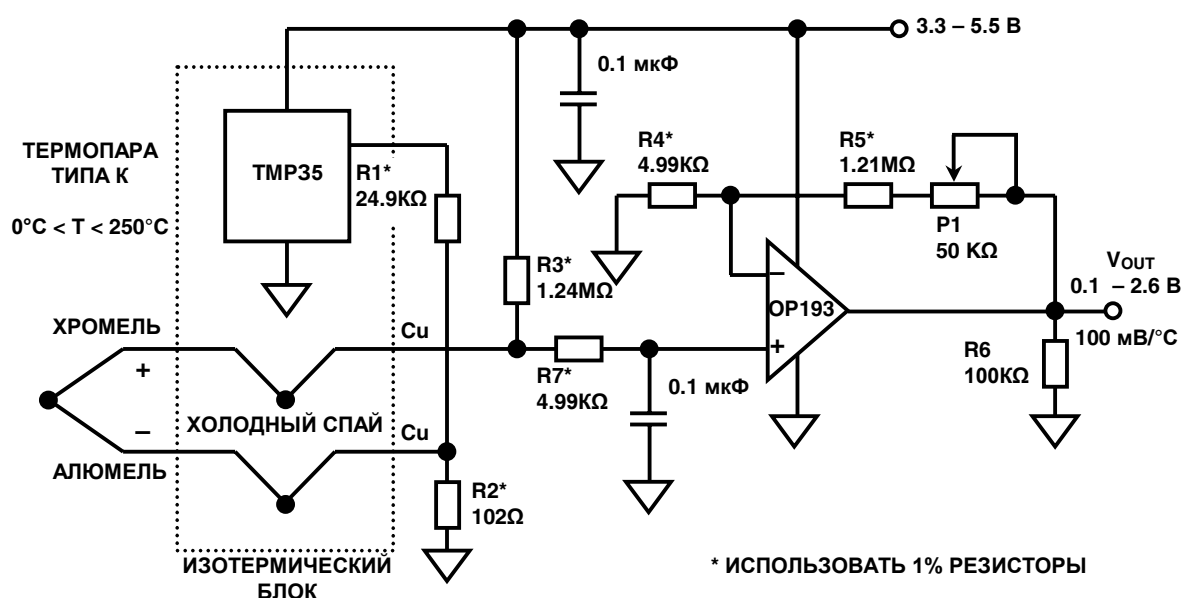 3.3 – 5.5 В
0.1 мкФ
ТЕРМОПАРА
ТИПА К
0°C < T < 250°C
TMP35
R1*
24.9KΩ
R4*
4.99KΩ
R5*
1.21MΩ
P1
50 KΩ
R3*
1.24MΩ
OP193
–
+
VOUT
0.1 – 2.6 В
100 мВ/°C
ХРОМЕЛЬ
Cu
+
R7*
4.99KΩ
0.1 мкФ
R6
100KΩ
–
ХОЛОДНЫЙ СПАЙ
Cu
АЛЮМЕЛЬ
R2*
102Ω
ИЗОТЕРМИЧЕСКИЙ
БЛОК
* ИСПОЛЬЗОВАТЬ 1% РЕЗИСТОРЫ